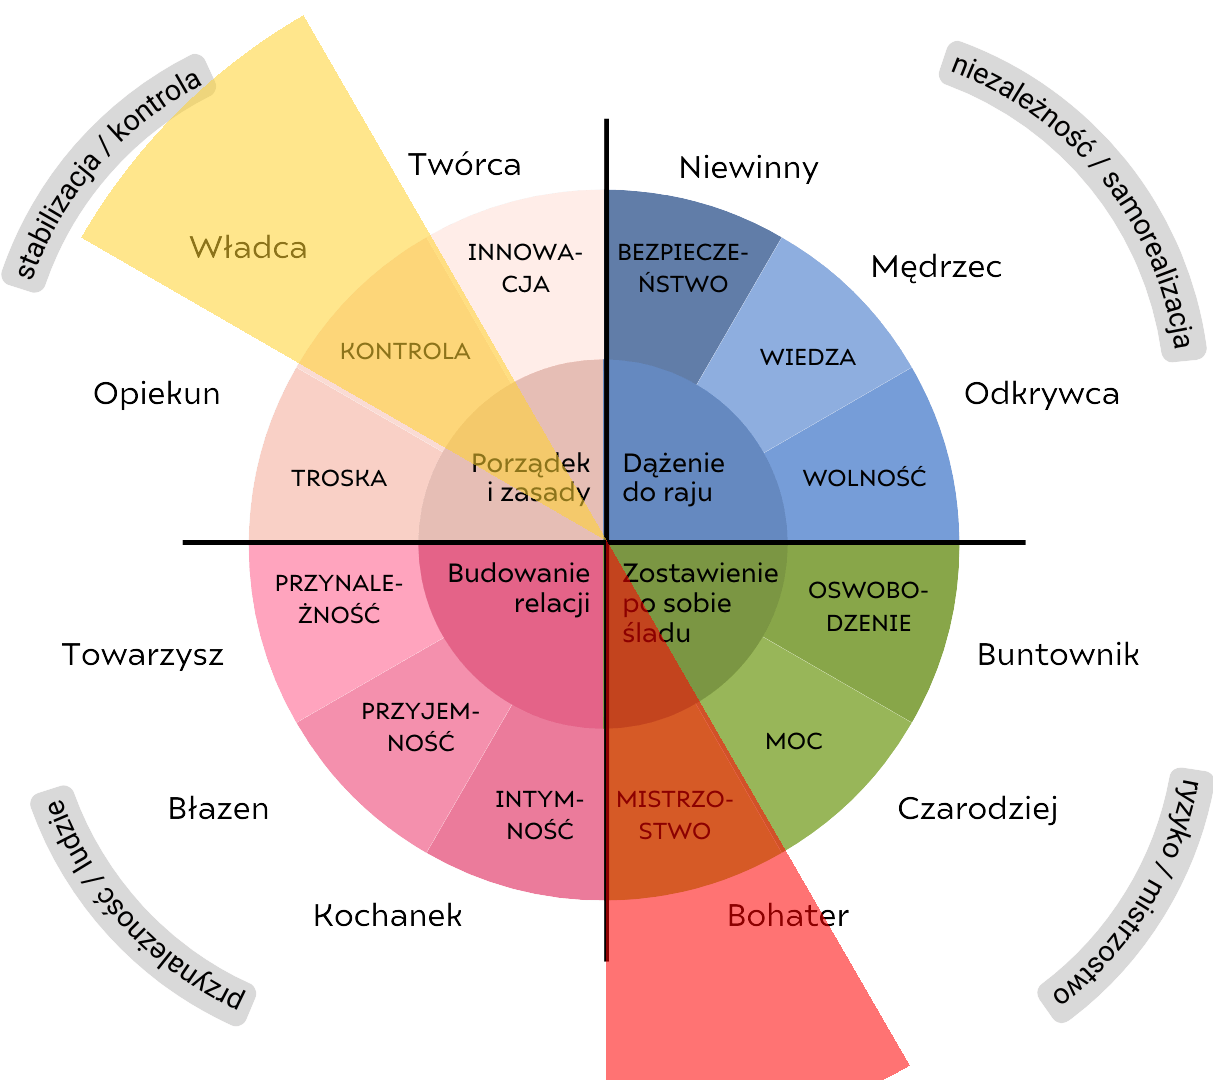 stabilizacja / kontrola
niezależność / samorealizacja
Twórca
Niewinny
Władca
Mędrzec
INNOWA-
CJA
BEZPIECZE-
ŃSTWO
KONTROLA
WIEDZA
Opiekun
Odkrywca
TROSKA
WOLNOŚĆ
Porządek
i zasady
Dążenie
do raju
Budowanie
relacji
Zostawienie
po sobie
śladu
PRZYNALE-
ŻNOŚĆ
OSWOBO-
DZENIE
Towarzysz
Buntownik
PRZYJEM-
NOŚĆ
MOC
Błazen
Czarodziej
INTYM-
NOŚĆ
MISTRZO-
STWO
Kochanek
Bohater
przynależność / ludzie
ryzyko / mistrzostwo